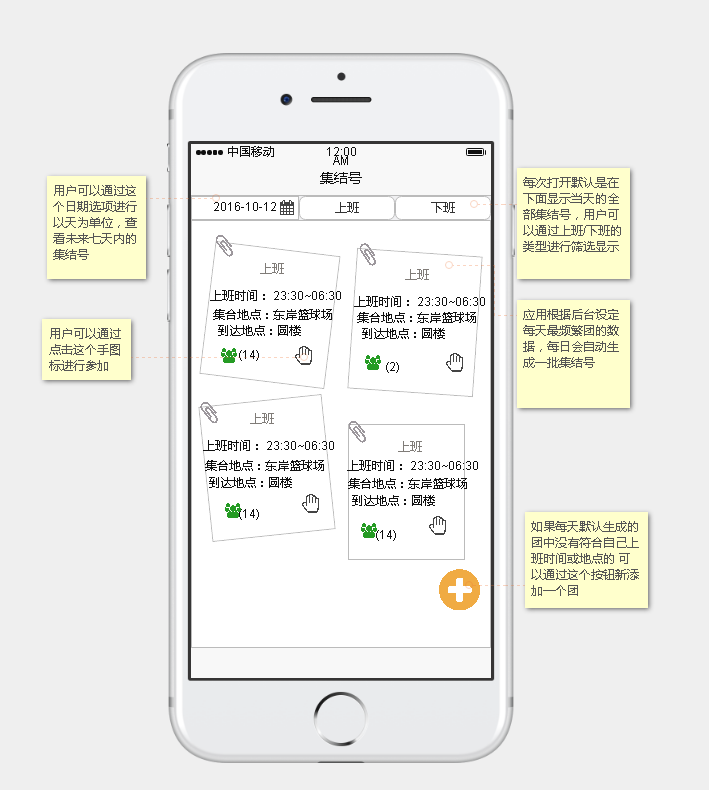 中国移动
12:00
AM
集结号
2016-10-12
上班
下班
上班
上班时间： 23:30~06:30
集合地点：东岸篮球场
到达地点：圆楼
(14)
上班
上班时间： 23:30~06:30
集合地点：东岸篮球场
到达地点：圆楼
(2)
上班
上班时间： 23:30~06:30
集合地点：东岸篮球场
到达地点：圆楼
(14)
上班
上班时间： 23:30~06:30
集合地点：东岸篮球场
到达地点：圆楼
(14)
用户可以通过这
个日期选项进行
以天为单位，查
看未来七天内的
集结号
用户可以通过
点击这个手图
标进行参加
每次打开默认是在
下面显示当天的全
部集结号，用户可
以通过上班/下班的
类型进行筛选显示
应用根据后台设定
每天最频繁团的数
据，每日会自动生
成一批集结号
如果每天默认生成的
团中没有符合自己上
班时间或地点的 可
以通过这个按钮新添
加一个团